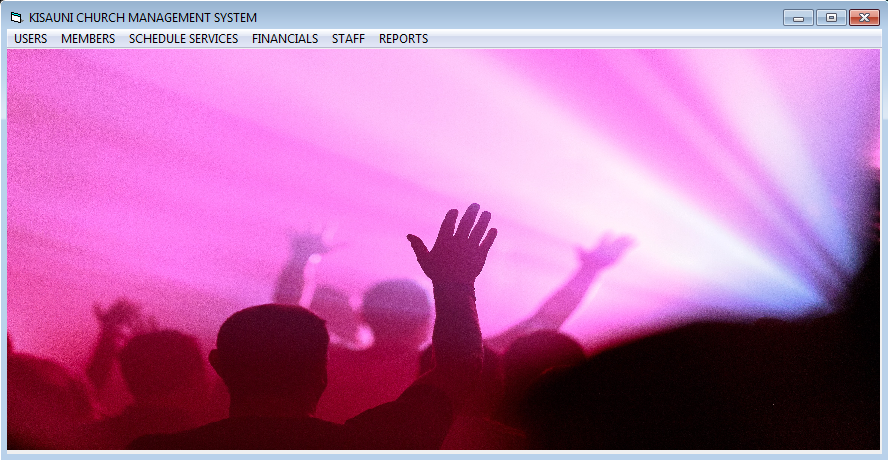 KISAUNI CHURCH MANAGEMENT SYSTEM
USERS MEMBERS SCHEDULE SERVICES FINANCIALS STAFF REPORTS